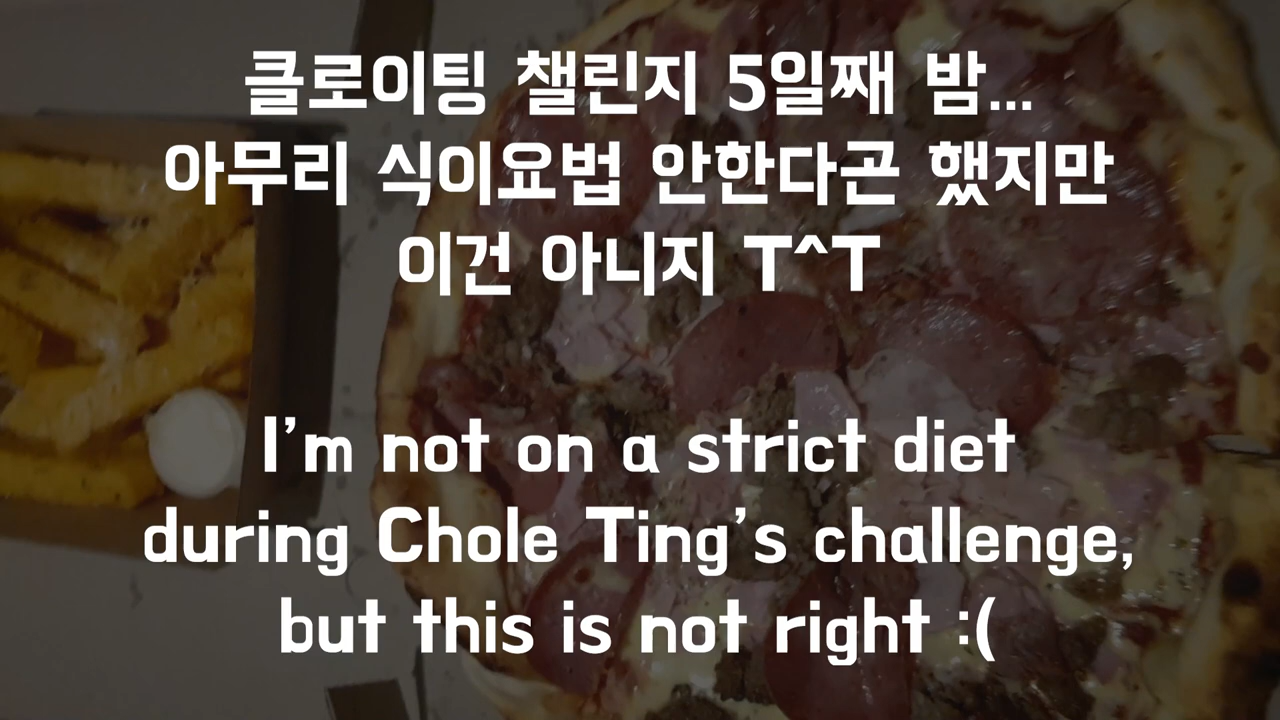 클로이팅 챌린지 5일째 밤...
아무리 식이요법 안한다곤 했지만
이건 아니지 T^T
I'm not on a strict diet
during Chole Ting's challenge,
but this is not right :(